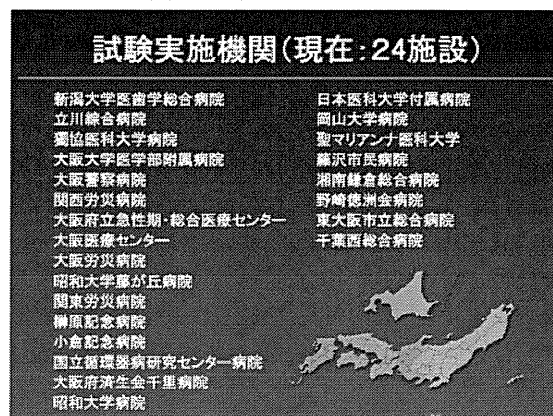 試験実施機関（現在：24施設）
新潟大学医歯学総合病院
立川綜合病院
獨協医科大学病院
大阪大学医学部附属病院
大阪警察病院
関西労災病院
大阪府立急性期・総合医療センター
大阪医療センター
大阪労災病院
昭和大学藤が丘病院
関東労災病院
榊原記念病院
小倉記念病院
国立循環器病研究センター病院
大阪府済生会千里病院
昭和大学病院
日本医科大学付属病院
岡山大学病院
聖マリアンナ医科大学
藤沢市民病院
湘南鎌倉総合病院
野崎徳洲会病院
東大阪市立総合病院
千葉西総合病院